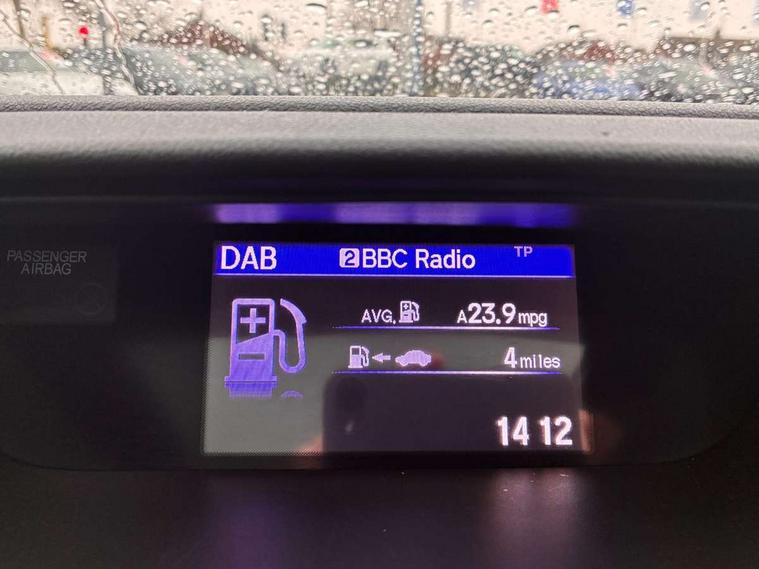 DAB 2 BBC Radio TP
PASSENGER
AIRBAG
AVG. A23.9 mpg
4 miles
14 12